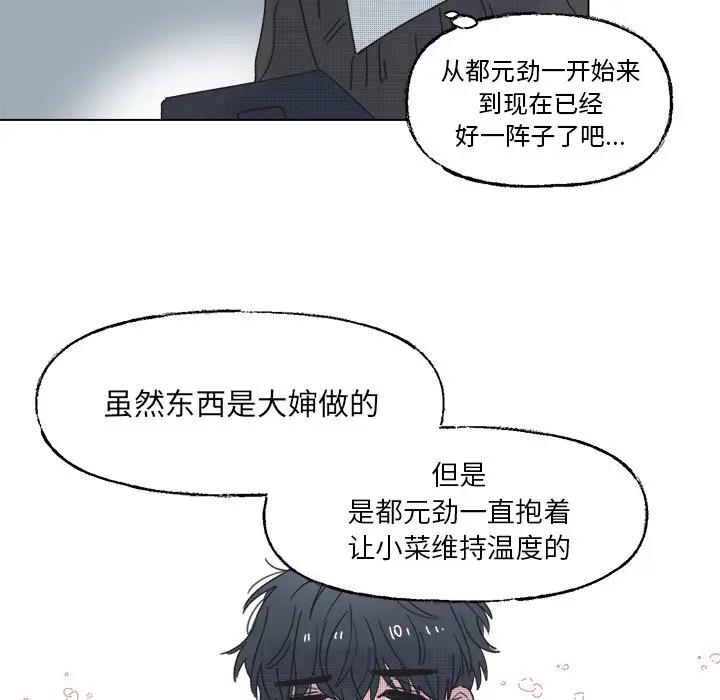 从都元劲一开始来
到现在已经
好一阵子了吧...
虽然东西是大婶做的
但是
是都元劲一直抱着
让小菜维持温度的